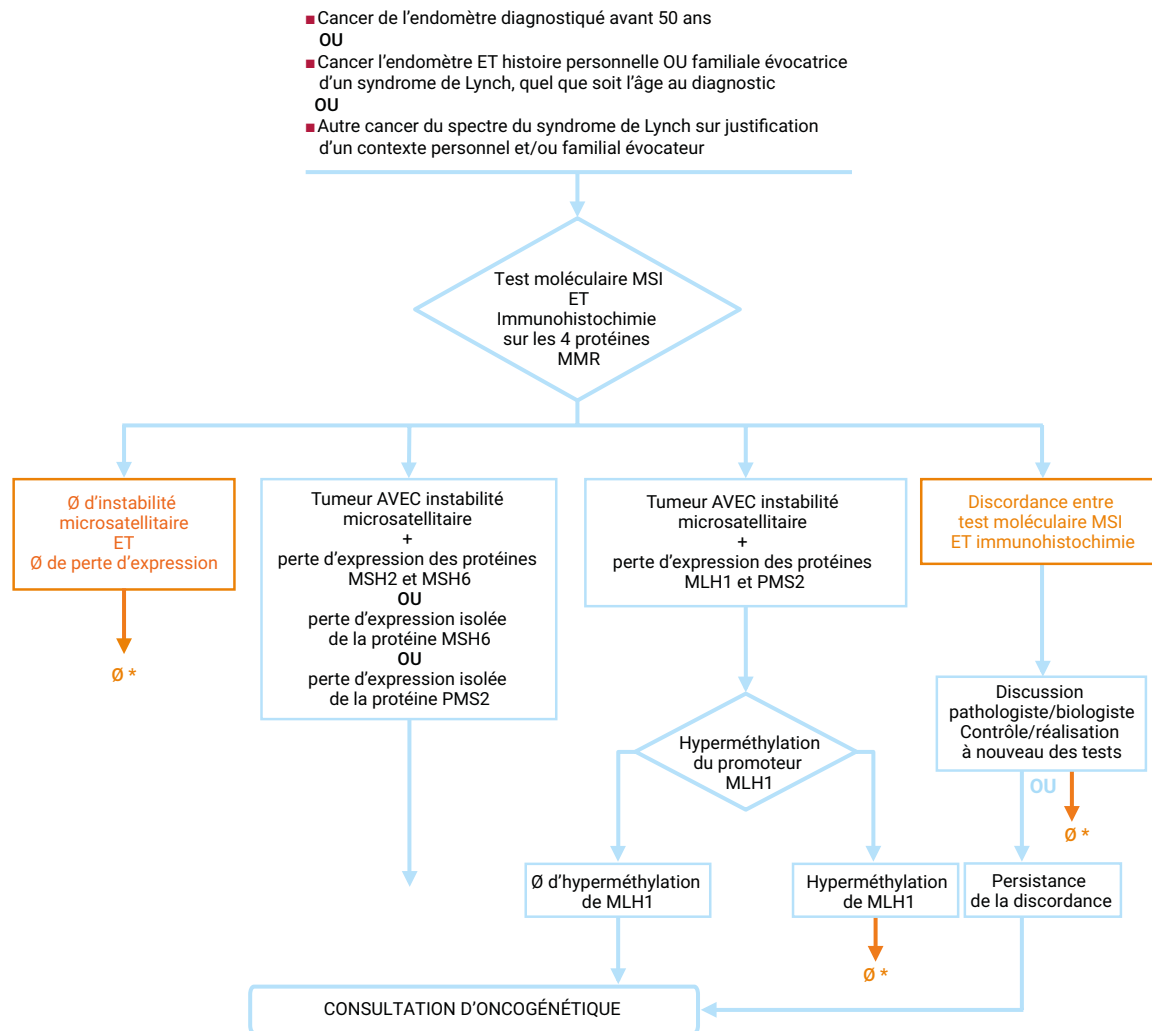 ■ Cancer de l'endomètre diagnostiqué avant 50 ans
OU
■ Cancer l'endomètre ET histoire personnelle OU familiale évocatrice
d'un syndrome de Lynch, quel que soit l'âge au diagnostic
OU
■ Autre cancer du spectre du syndrome de Lynch sur justification
d'un contexte personnel et/ou familial évocateur
Test moléculaire MSI
ET
Immunohistochimie
sur les 4 protéines
MMR
Ø d'instabilité
microsatellitaire
ET
Ø de perte d'expression
Ø *
Tumeur AVEC instabilité
microsatellitaire
+
perte d'expression des protéines
MSH2 et MSH6
OU
perte d'expression isolée
de la protéine MSH6
OU
perte d'expression isolée
de la protéine PMS2
Tumeur AVEC instabilité
microsatellitaire
+
perte d'expression des protéines
MLH1 et PMS2
Hyperméthylation
du promoteur
MLH1
Ø d'hyperméthylation
de MLH1
Hyperméthylation
de MLH1
Ø *
Discordance entre
test moléculaire MSI
ET immunohistochimie
Discussion
pathologiste/biologiste
Contrôle/réalisation
à nouveau des tests
OU
Ø *
Persistance
de la discordance
CONSULTATION D'ONCOGÉNÉTIQUE